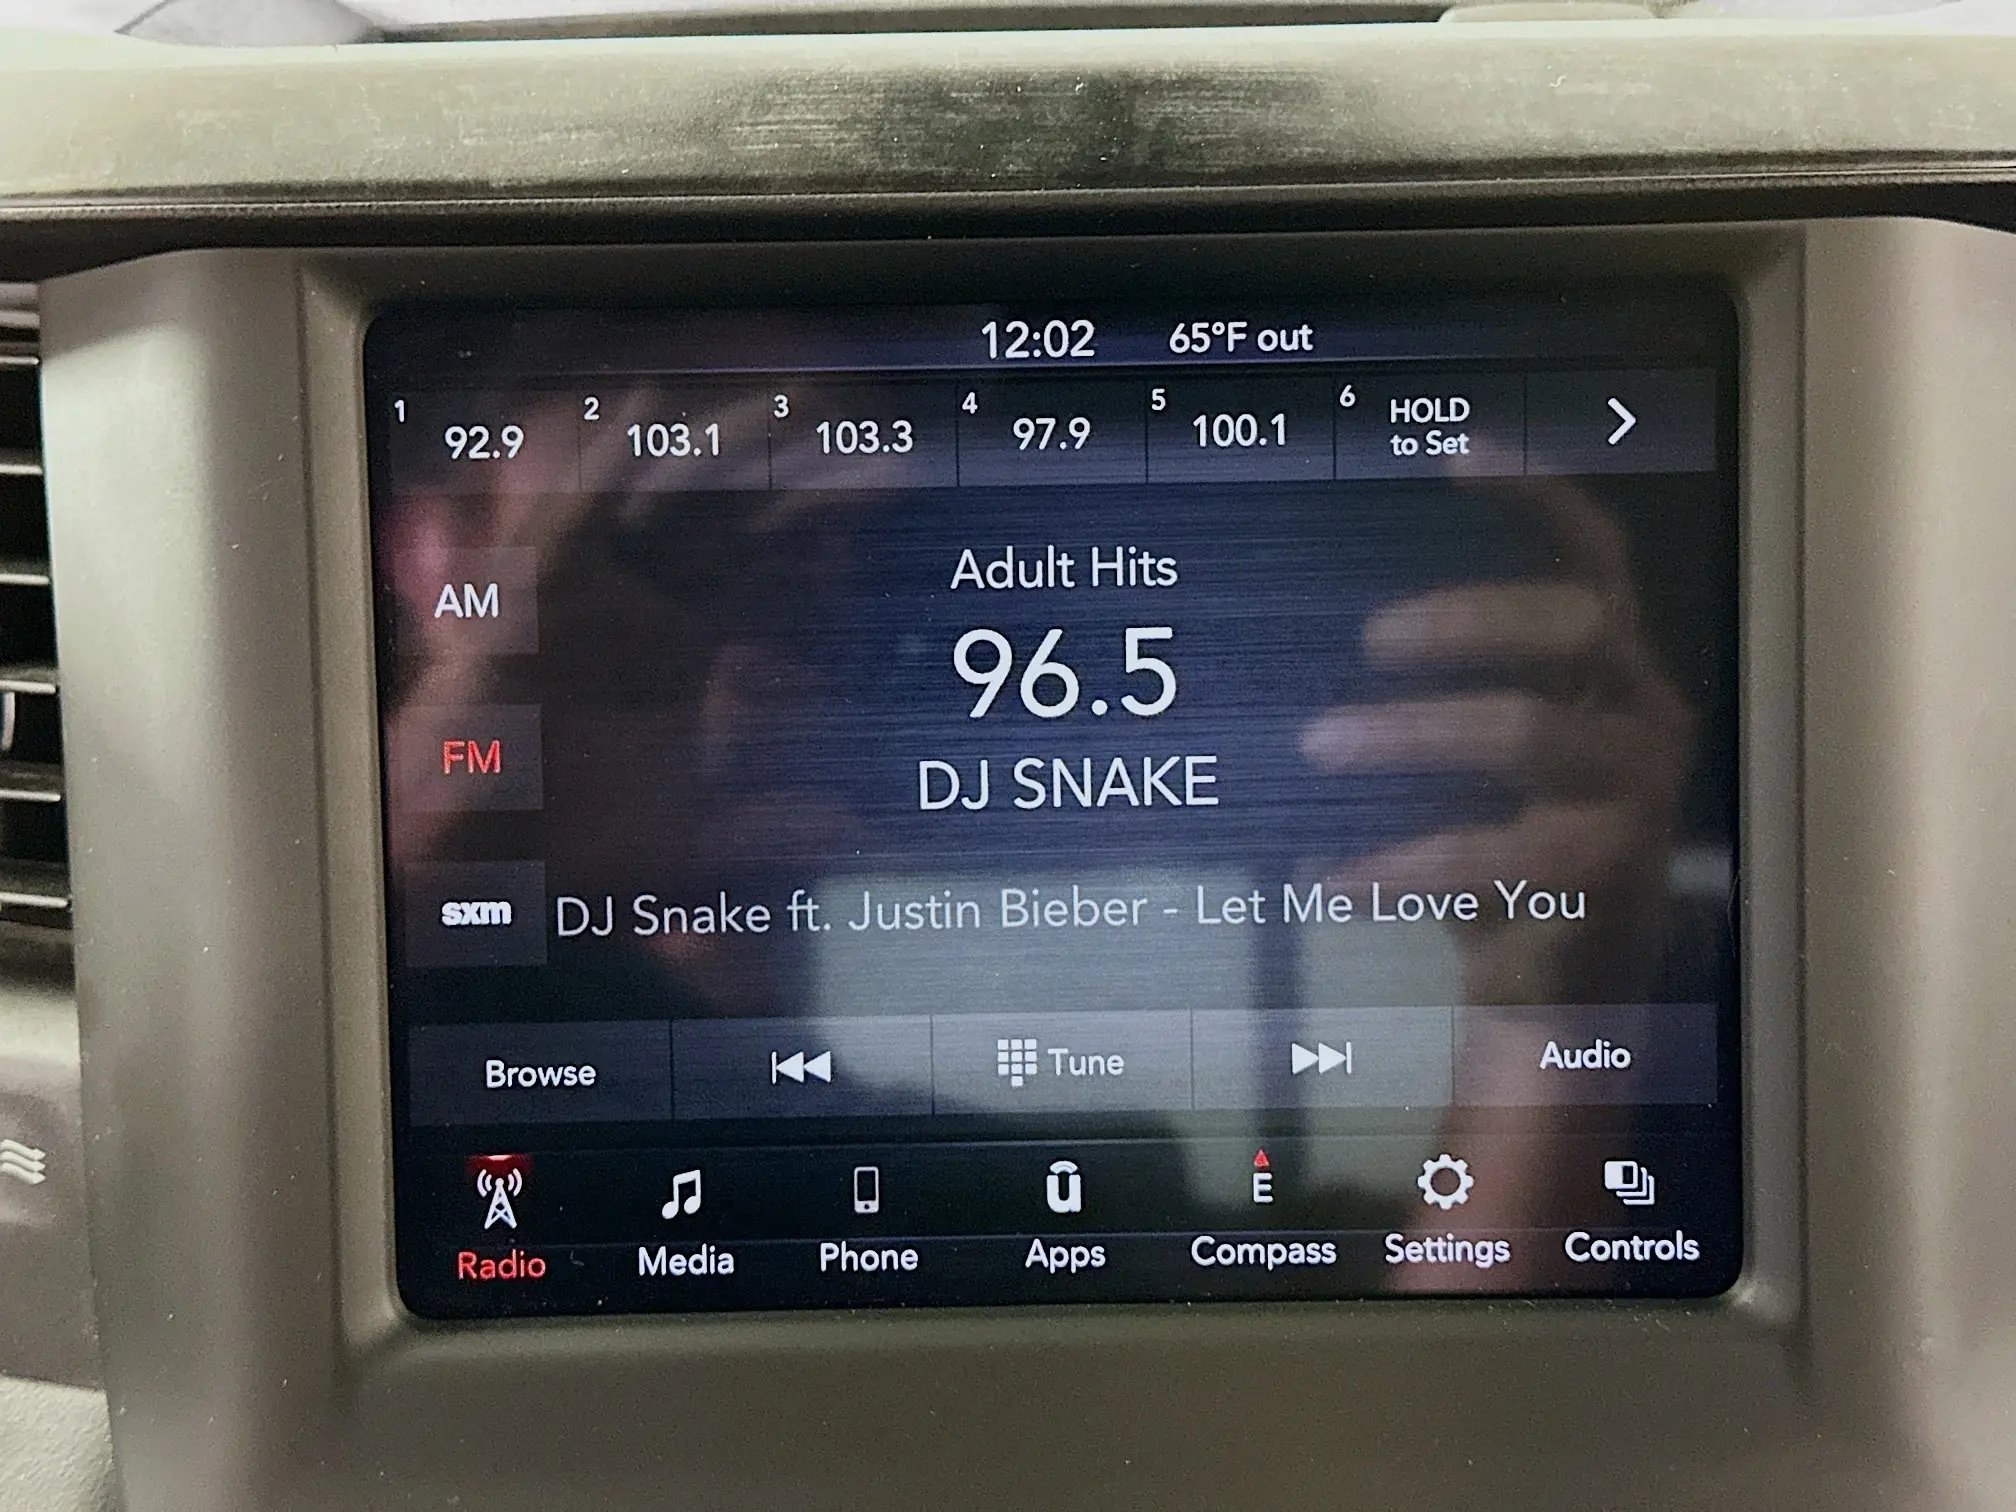 12:02 65°F out
1 92.9 2 103.1 3 103.3 4 97.9 5 100.1 6 HOLD to Set
Adult Hits
AM
96.5
FM
DJ SNAKE
sxm DJ Snake ft. Justin Bieber - Let Me Love You
Browse Tune Audio
u E
Radio Media Phone Apps Compass Settings Controls